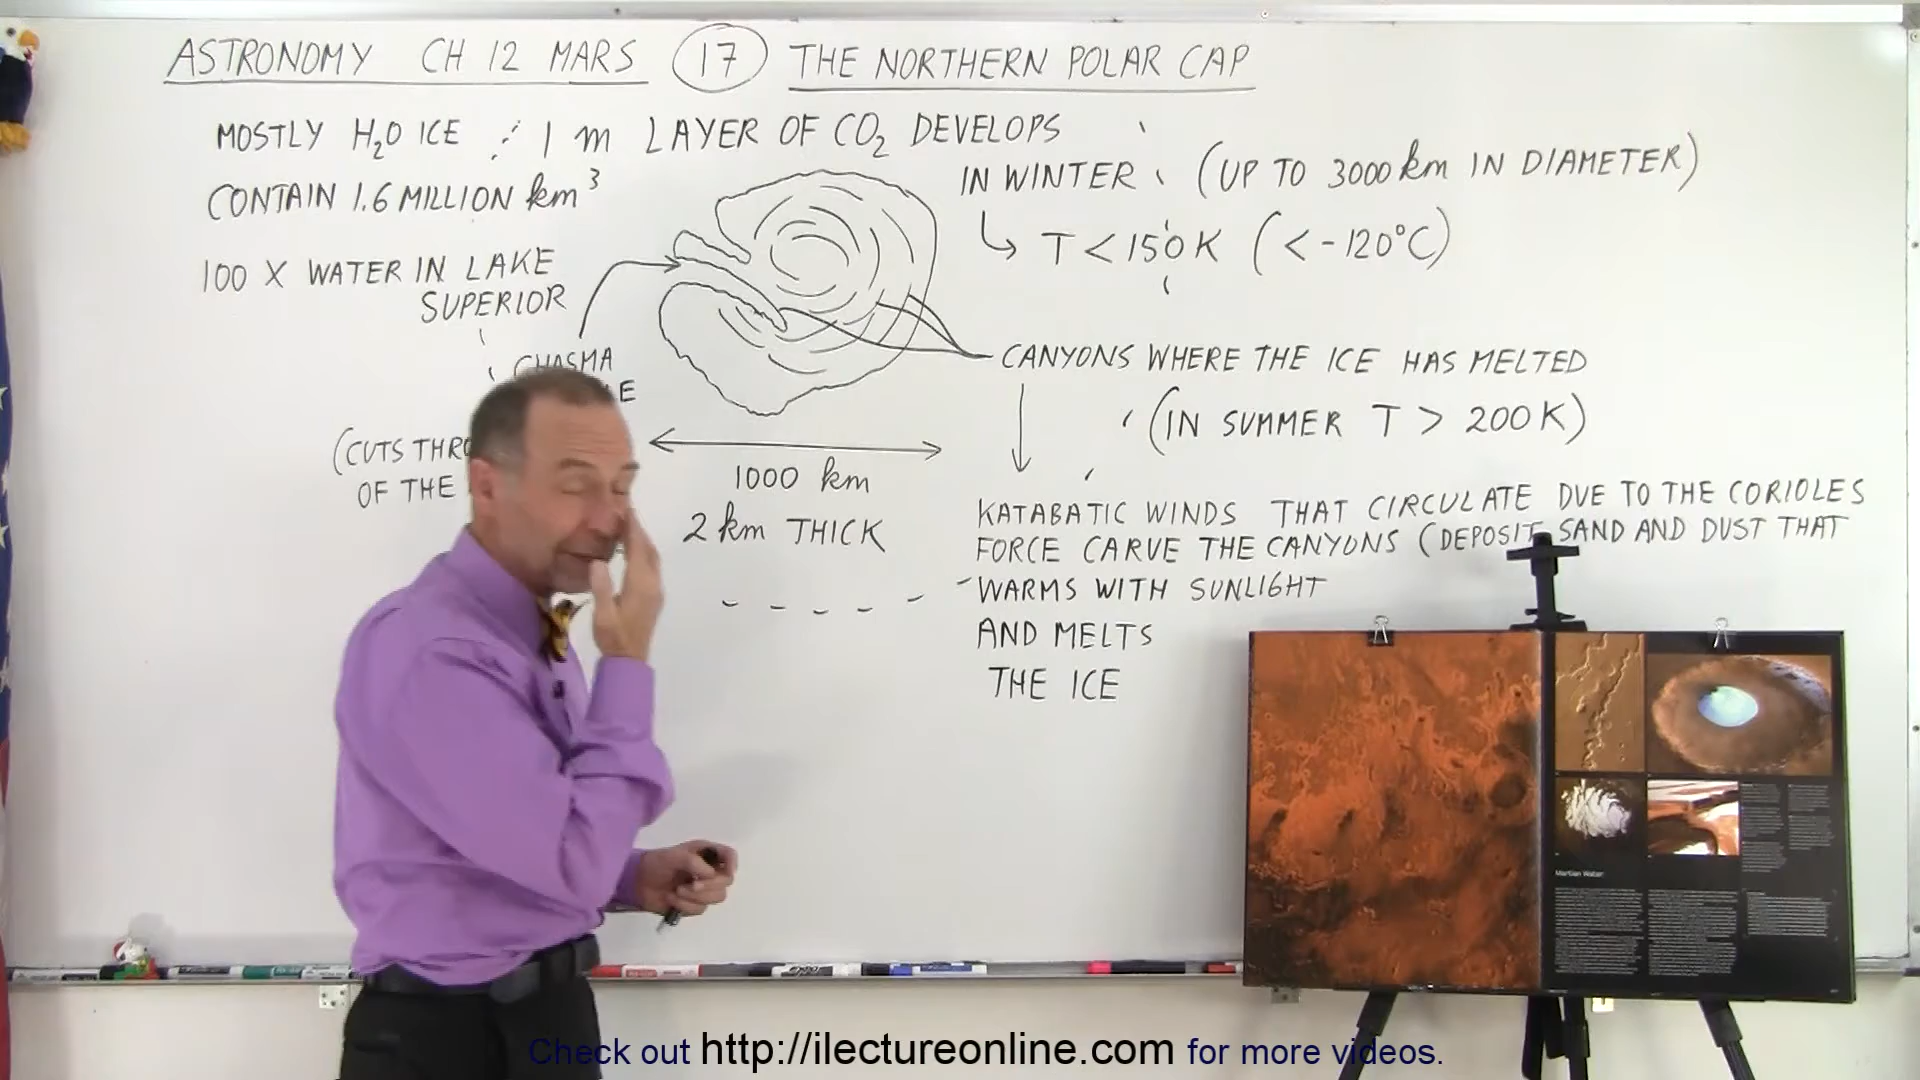 ASTRONOMY CH 12 MARS 17 THE NORTHERN POLAR CAP
MOSTLY H₂O ICE
1 m LAYER OF CO₂ DEVELOPS
IN WINTER (UP TO 3000 km IN DIAMETER)
T < 150 K (< -120°C)
CONTAIN 1.6 MILLION km³
100 X WATER IN LAKE
SUPERIOR
CHASMA
(CUTS
OF THE
1000 km
2 km THICK
CANYONS WHERE THE ICE HAS MELTED
(IN SUMMER T > 200 K)
KATABATIC WINDS THAT CIRCULATE DUE TO THE CORIOLES
FORCE CARVE THE CANYONS (DEPOSIT SAND AND DUST THAT
WARMS WITH SUNLIGHT
AND MELTS
THE ICE
Martian Water
Check out http://ilectureonline.com for more videos.